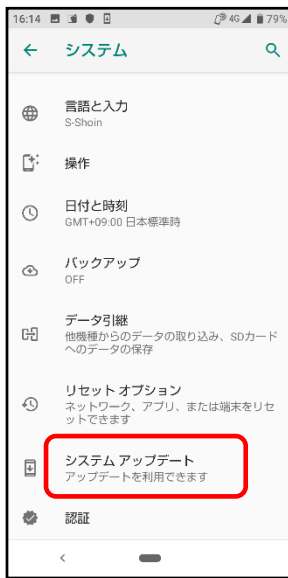 16:14 4G 79%
システム
言語と入力
S-Shoin
操作
日付と時刻
GMT+09:00 日本標準時
バックアップ
OFF
データ引継
他機種からのデータの取り込み、SDカード
へのデータの保存
リセット オプション
ネットワーク、アプリ、または端末をリセ
ットできます
システム アップデート
アップデートを利用できます
認証